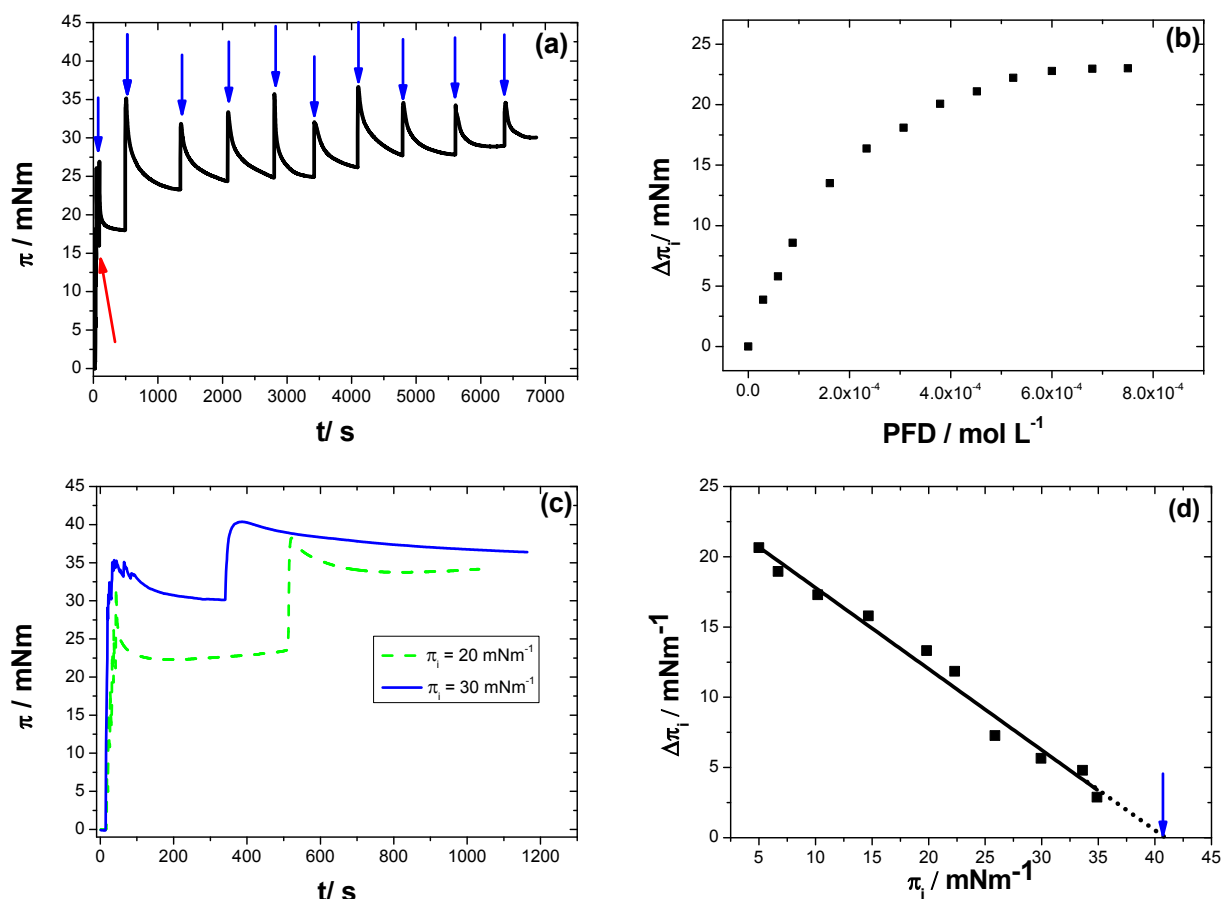 (a)
π / mNm
45
40
35
30
25
20
15
10
5
0
0 1000 2000 3000 4000 5000 6000 7000
t/ s
(b)
Δπi/ mNm
25
20
15
10
5
0
0.0 2.0x10-4 4.0x10-4 6.0x10-4 8.0x10-4
PFD / mol L-1
(c)
π / mNm
45
40
35
30
25
20
15
10
5
0
πi = 20 mNm-1
πi = 30 mNm-1
0 200 400 600 800 1000 1200
t/ s
(d)
Δπi / mNm-1
25
20
15
10
5
0
5 10 15 20 25 30 35 40 45
πi / mNm-1